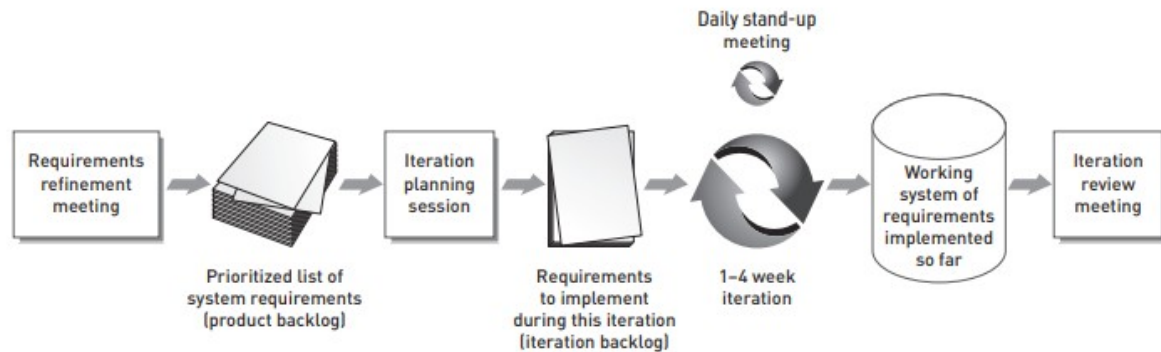 Daily stand-up
meeting
Requirements
refinement
meeting
Prioritized list of
system requirements
(product backlog)
Iteration
planning
session
Requirements
to implement
during this iteration
(iteration backlog)
1–4 week
iteration
Working
system of
requirements
implemented
so far
Iteration
review
meeting